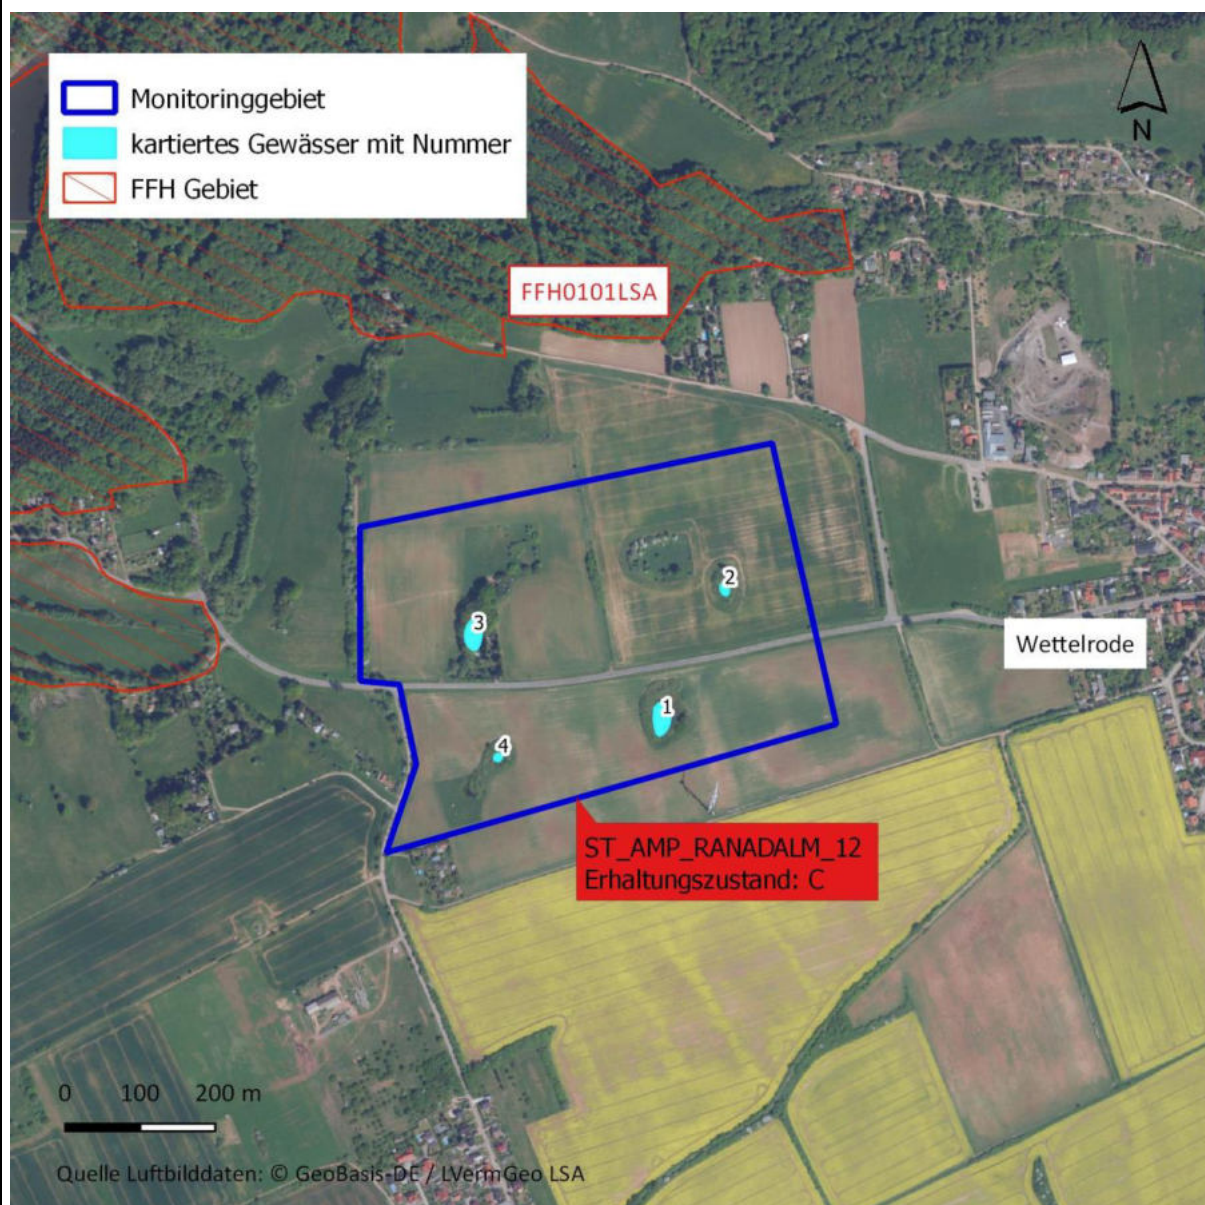 Monitoringgebiet
kartiertes Gewässer mit Nummer
FFH Gebiet
N
FFH0101LSA
2
3
Wettelrode
1
4
ST_AMP_RANADALM_12
Erhaltungszustand: C
0 100 200 m
Quelle Luftbilddaten: © GeoBasis-DE / LVermGeo LSA